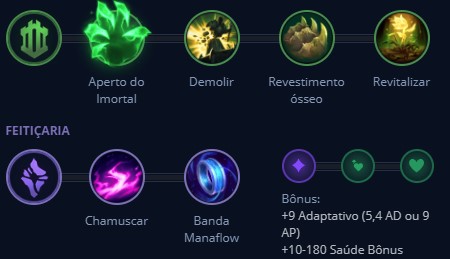 Aperto do
Imortal
Demolir
Revestimento
ósseo
Revitalizar
FEITIÇARIA
Chamuscar
Banda
Manaflow
Bônus:
+9 Adaptativo (5,4 AD ou 9
AP)
+10-180 Saúde Bônus